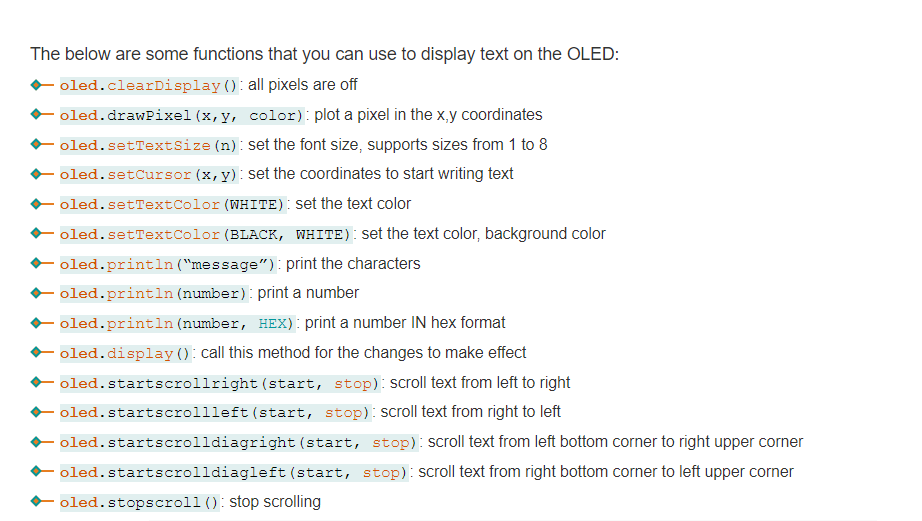 The below are some functions that you can use to display text on the OLED:
oled.clearDisplay(): all pixels are off
oled.drawPixel(x,y, color): plot a pixel in the x,y coordinates
oled.setTextSize(n): set the font size, supports sizes from 1 to 8
oled.setCursor(x,y): set the coordinates to start writing text
oled.setTextColor(WHITE): set the text color
oled.setTextColor(BLACK, WHITE): set the text color, background color
oled.println(“message”): print the characters
oled.println(number): print a number
oled.println(number, HEX): print a number IN hex format
oled.display(): call this method for the changes to make effect
oled.startscrollright(start, stop): scroll text from left to right
oled.startscrollleft(start, stop): scroll text from right to left
oled.startscrolldiagright(start, stop): scroll text from left bottom corner to right upper corner
oled.startscrolldiagleft(start, stop): scroll text from right bottom corner to left upper corner
oled.stopscroll(): stop scrolling